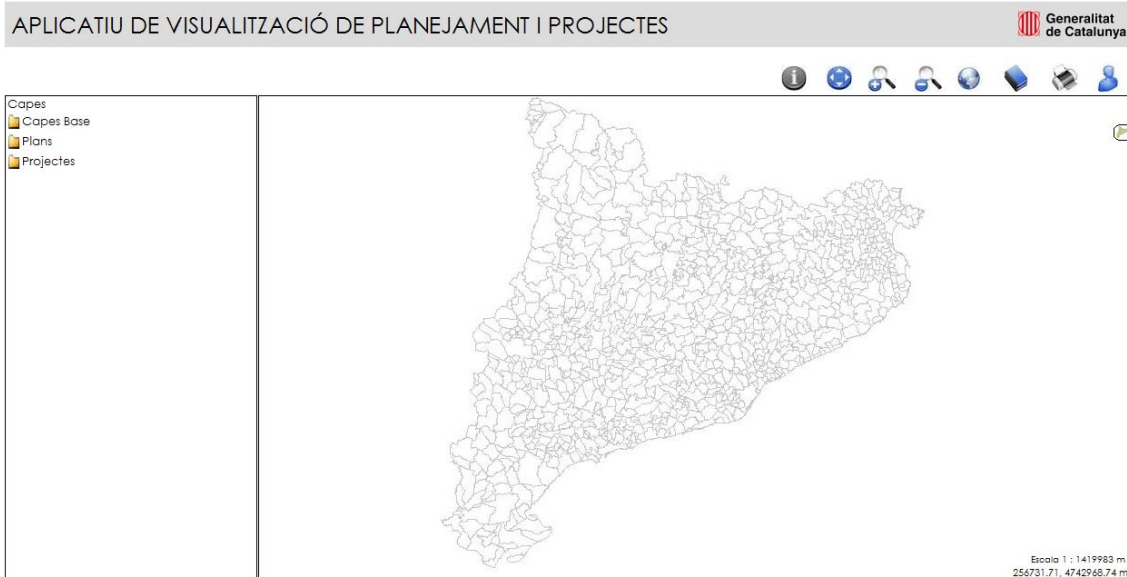 APLICATIU DE VISUALITZACIÓ DE PLANEJAMENT I PROJECTES
Generalitat
de Catalunya
Capes
Capes Base
Plans
Projectes
Escala 1 : 1419983 m
256731.71, 4742968.74 m